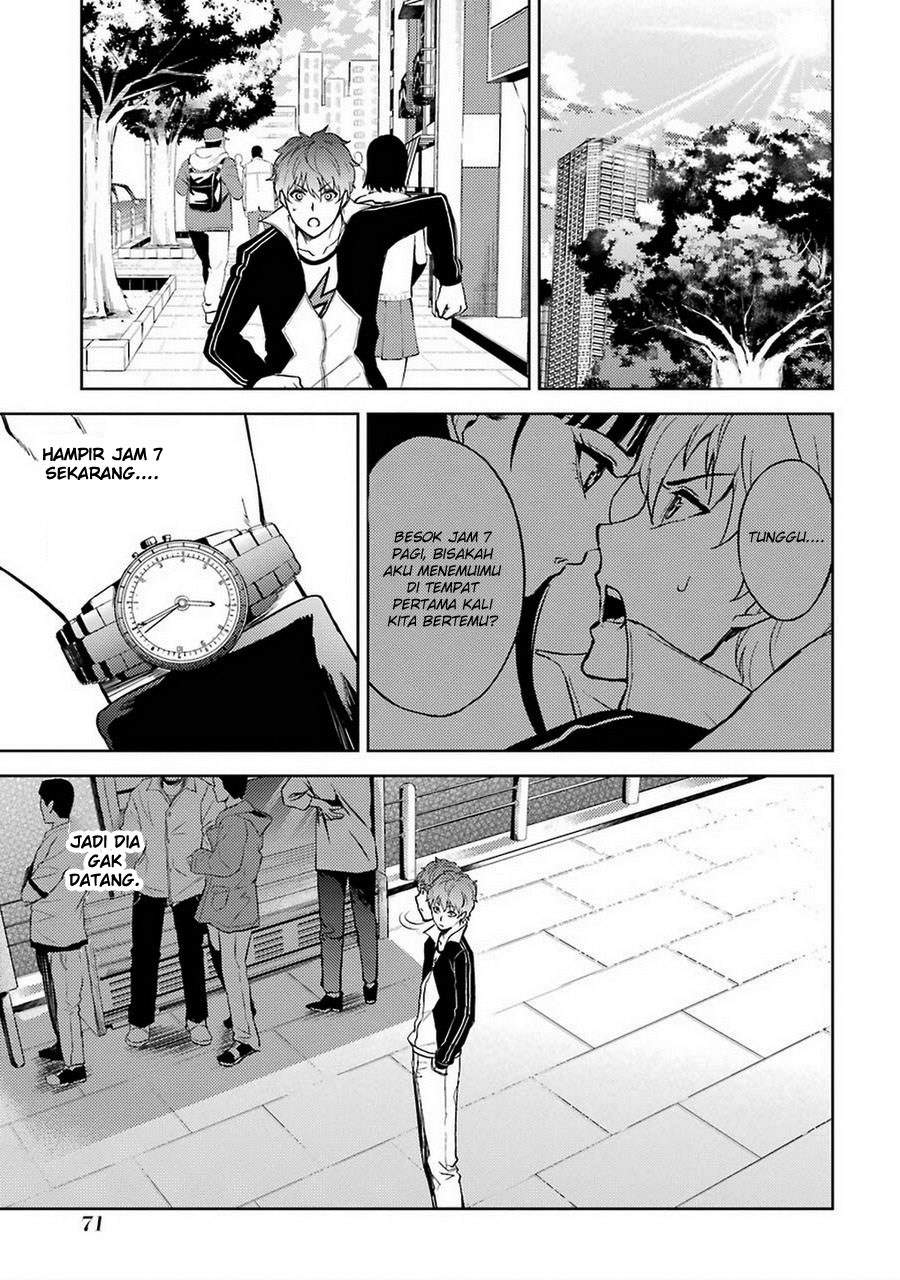 TUNGGU....
BESOK JAM 7
PAGI, BISAKAH
AKU MENEMUIMU
DI TEMPAT
PERTAMA KALI
KITA BERTEMU?
HAMPIR JAM 7
SEKARANG....
JADI DIA
GAK
DATANG.
71